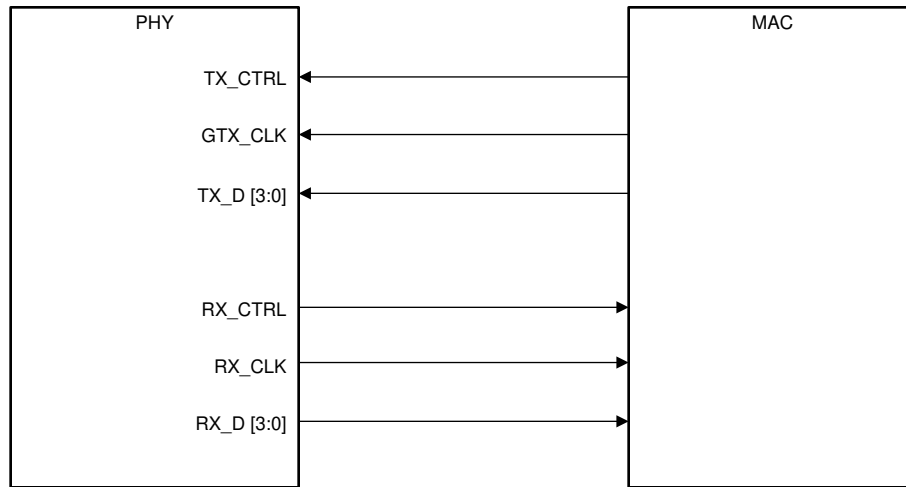 PHY
MAC
TX_CTRL
GTX_CLK
TX_D [3:0]
RX_CTRL
RX_CLK
RX_D [3:0]